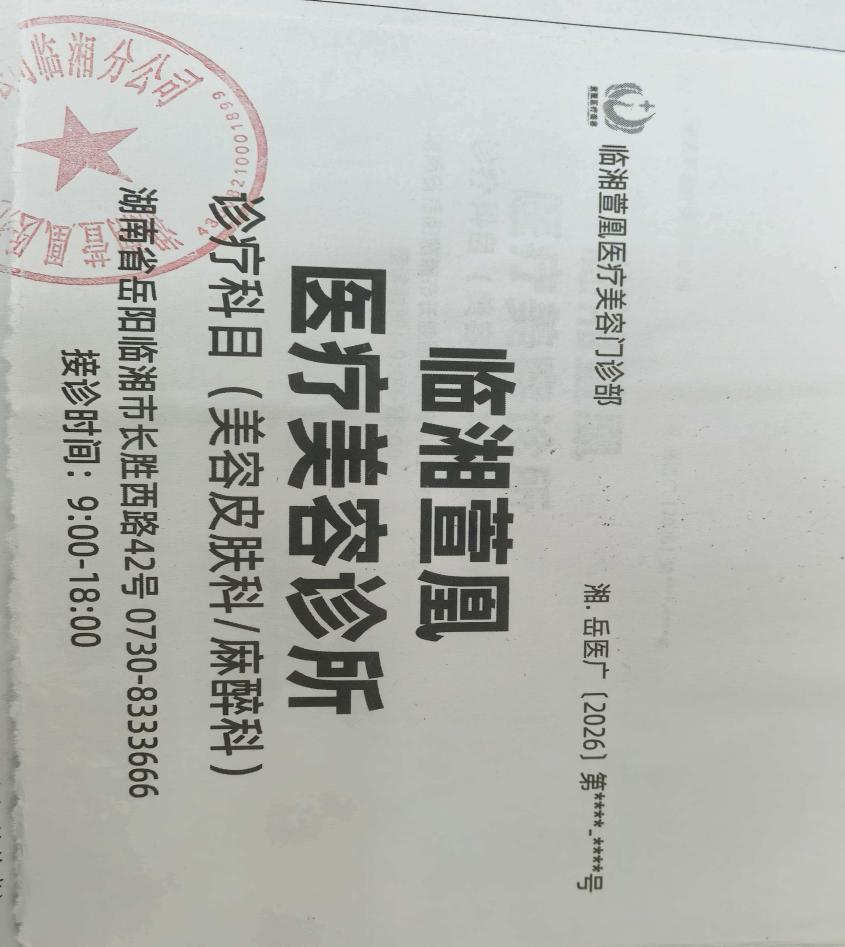 临湘萱凰医疗美容门诊部
湘.岳医广〔2026〕第****-****号
临湘萱凰
医疗美容诊所
诊疗科目（美容皮肤科/麻醉科）
湖南省岳阳临湘市长胜西路42号 0730-8333666
接诊时间：9:00-18:00
公司临湘分公司